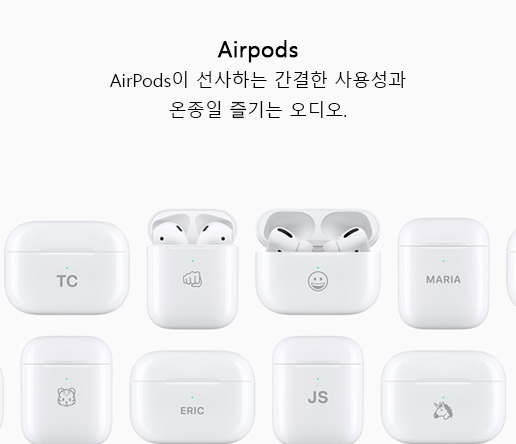 Airpods
AirPods이 선사하는 간결한 사용성과
온종일 즐기는 오디오.
TC
MARIA
ERIC
JS